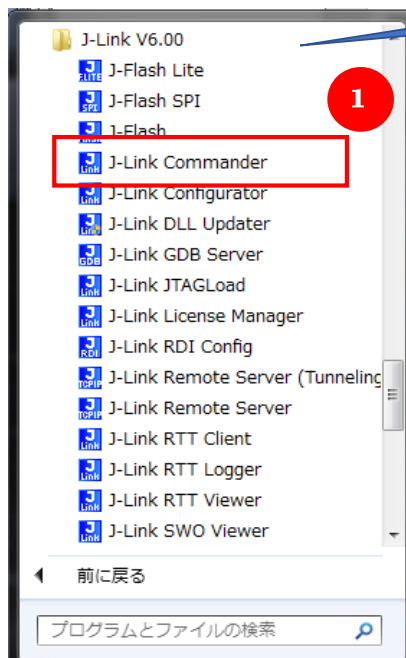 J-Link V6.00
J-Flash Lite
J-Flash SPI
1
J-Flash
J-Link Commander
J-Link Configurator
J-Link DLL Updater
J-Link GDB Server
J-Link JTAGLoad
J-Link License Manager
J-Link RDI Config
J-Link Remote Server (Tunneling
J-Link Remote Server
J-Link RTT Client
J-Link RTT Logger
J-Link RTT Viewer
J-Link SWO Viewer
前に戻る
プログラムとファイルの検索